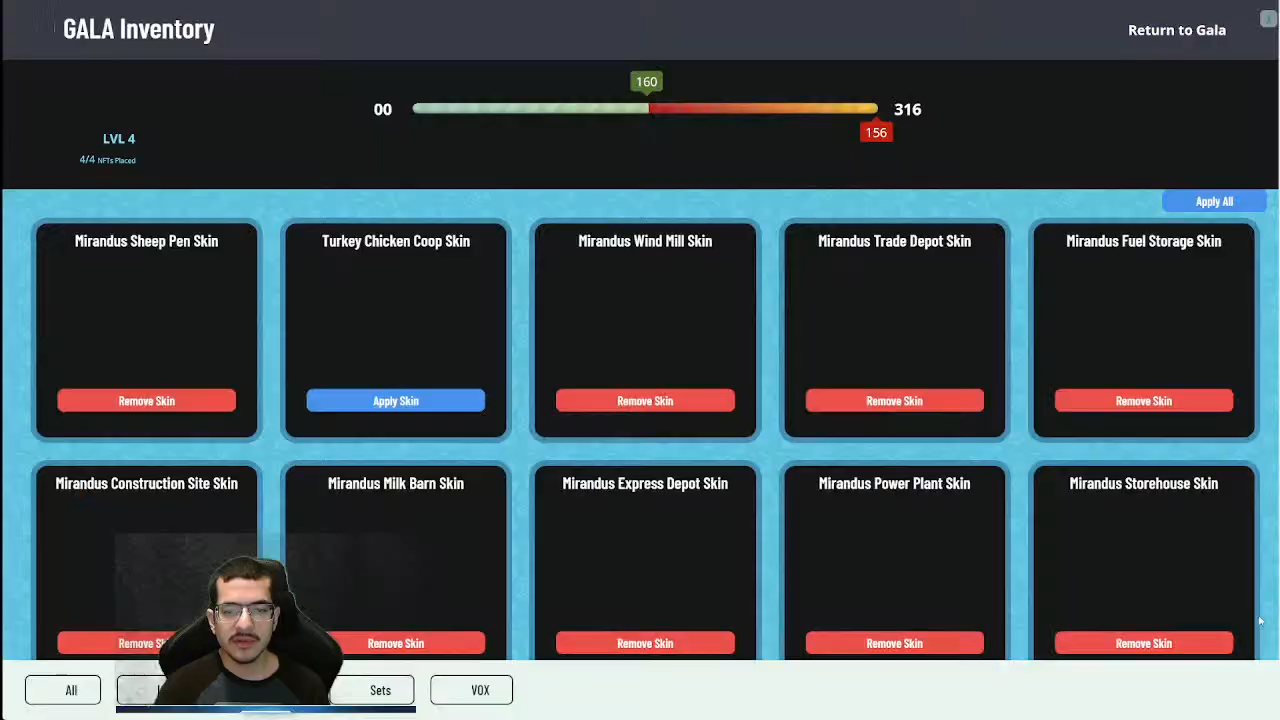 GALA Inventory
Return to Gala
160
00
316
156
LVL 4
4/4 NFTs Placed
Apply All
Mirandus Sheep Pen Skin
Turkey Chicken Coop Skin
Mirandus Wind Mill Skin
Mirandus Trade Depot Skin
Mirandus Fuel Storage Skin
Remove Skin
Apply Skin
Remove Skin
Remove Skin
Remove Skin
Mirandus Construction Site Skin
Mirandus Milk Barn Skin
Mirandus Express Depot Skin
Mirandus Power Plant Skin
Mirandus Storehouse Skin
Remove
Remove Skin
Remove Skin
Remove Skin
Remove Skin
All
Sets
VOX